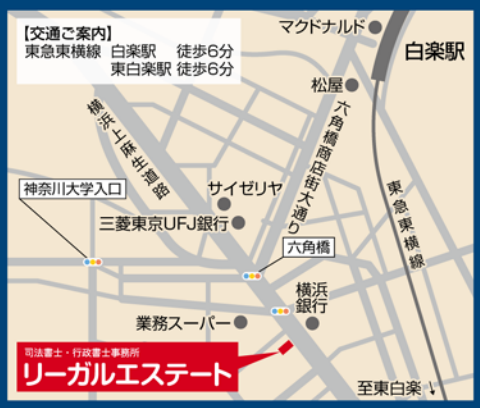 【交通ご案内】
東急東横線 白楽駅 徒歩6分
東白楽駅 徒歩6分
マクドナルド
白楽駅
松屋
六角橋商店街大通り
横浜上麻生道路
東急東横線
神奈川大学入口
サイゼリヤ
三菱東京UFJ銀行
六角橋
横浜
銀行
業務スーパー
司法書士・行政書士事務所
リーガルエステート
至東白楽↓